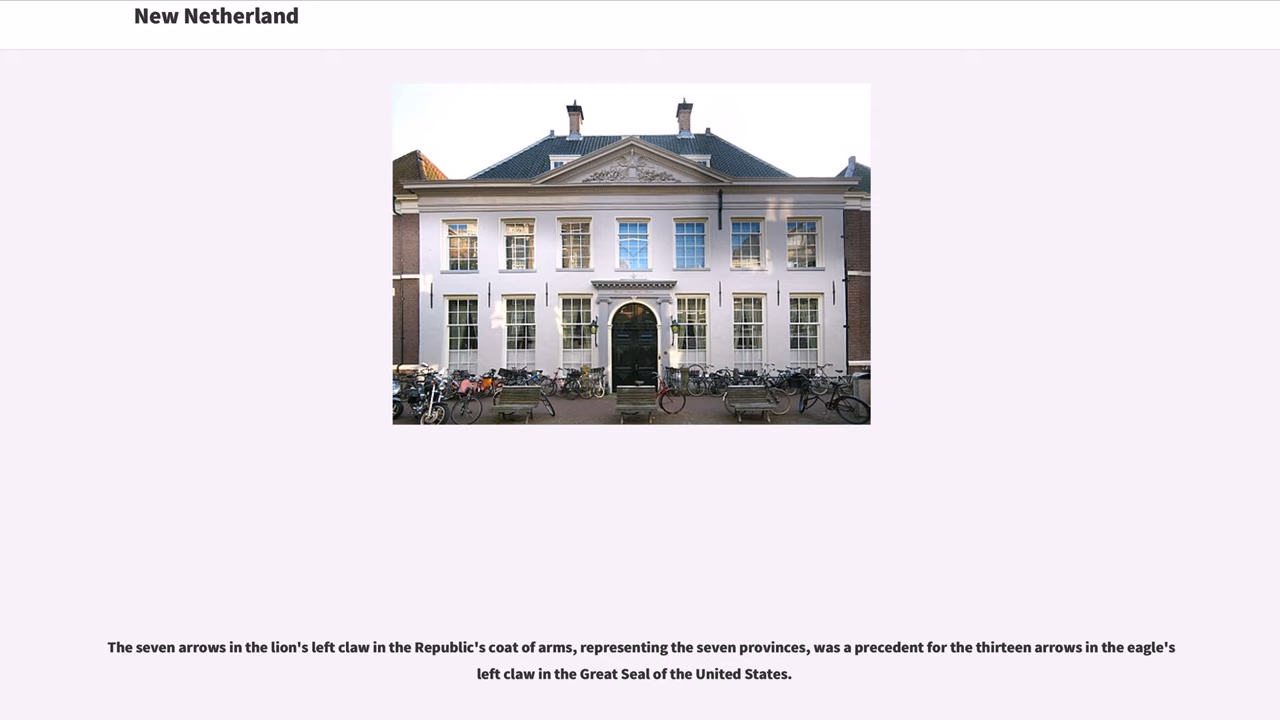 New Netherland
The seven arrows in the lion's left claw in the Republic's coat of arms, representing the seven provinces, was a precedent for the thirteen arrows in the eagle's
left claw in the Great Seal of the United States.